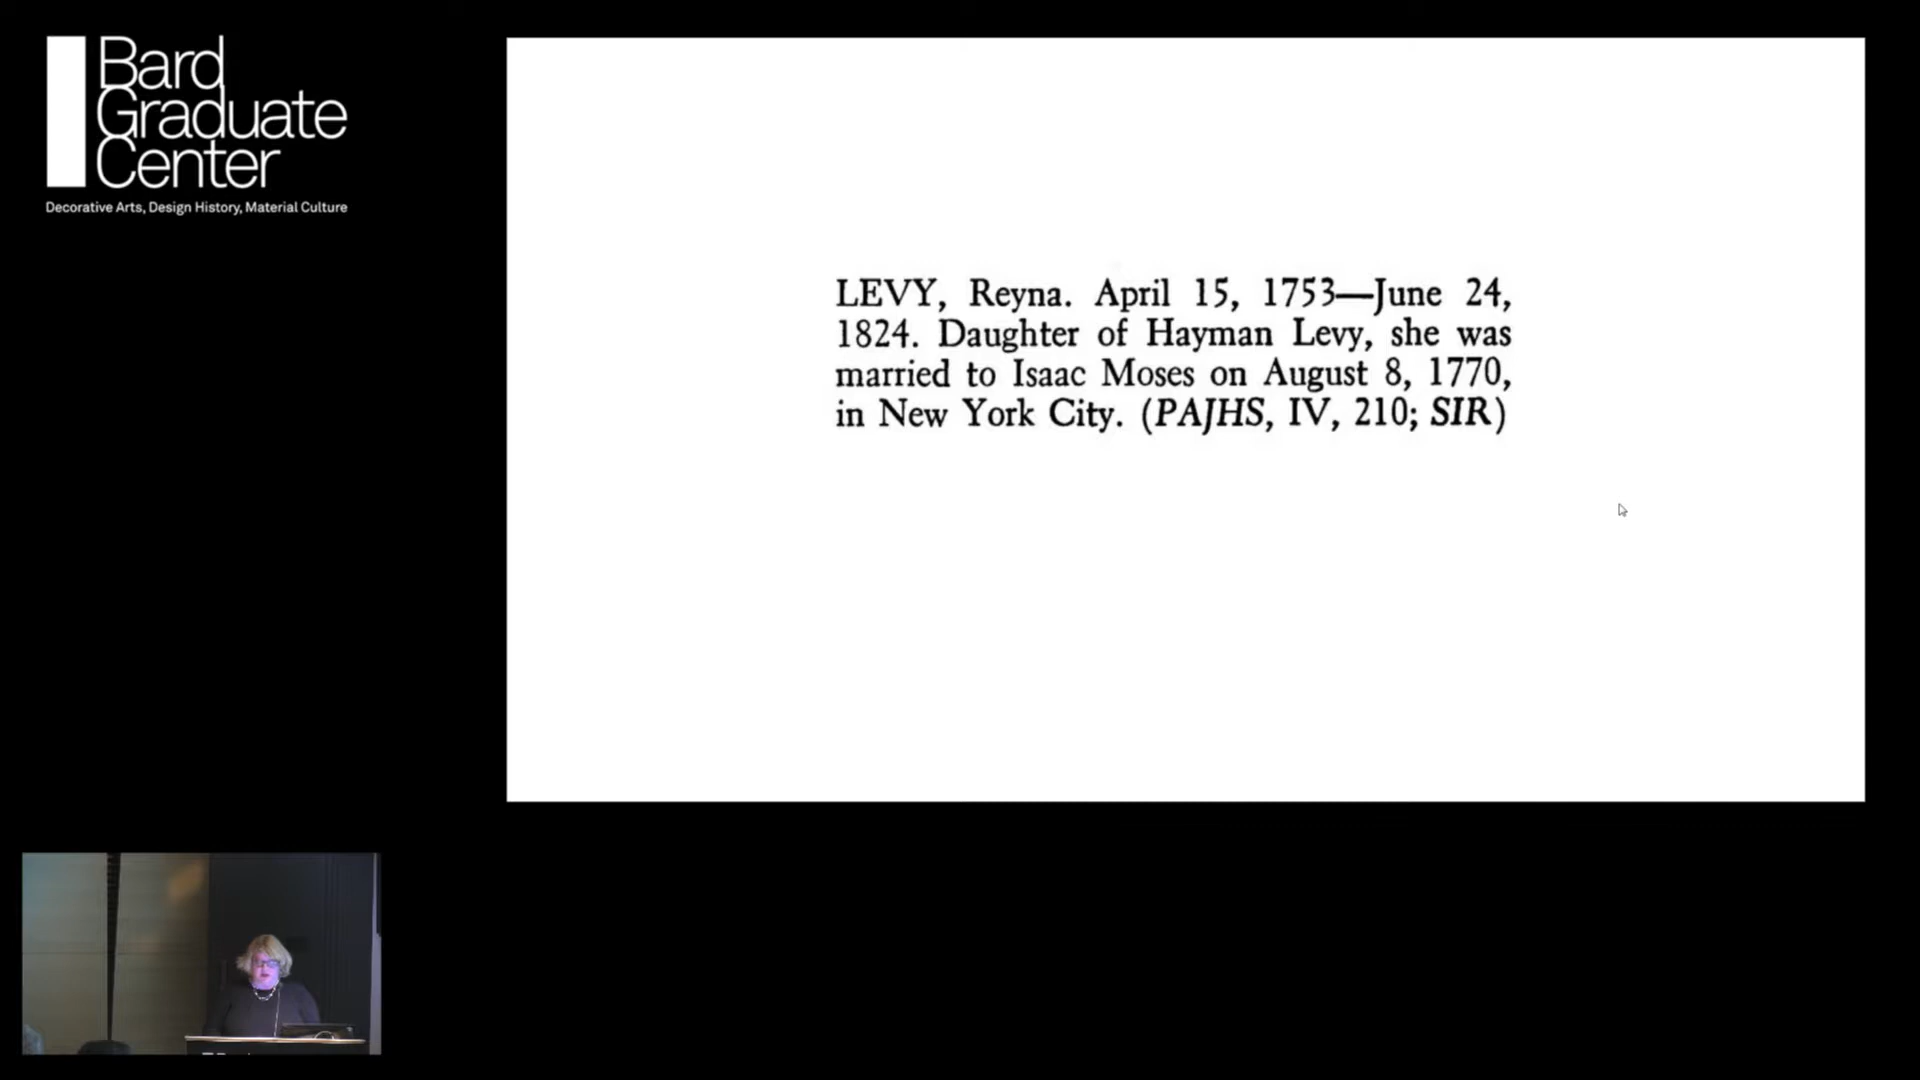 Bard
Graduate
Center
Decorative Arts, Design History, Material Culture
LEVY, Reyna. April 15, 1753—June 24,
1824. Daughter of Hayman Levy, she was
married to Isaac Moses on August 8, 1770,
in New York City. (PAJHS, IV, 210; SIR)